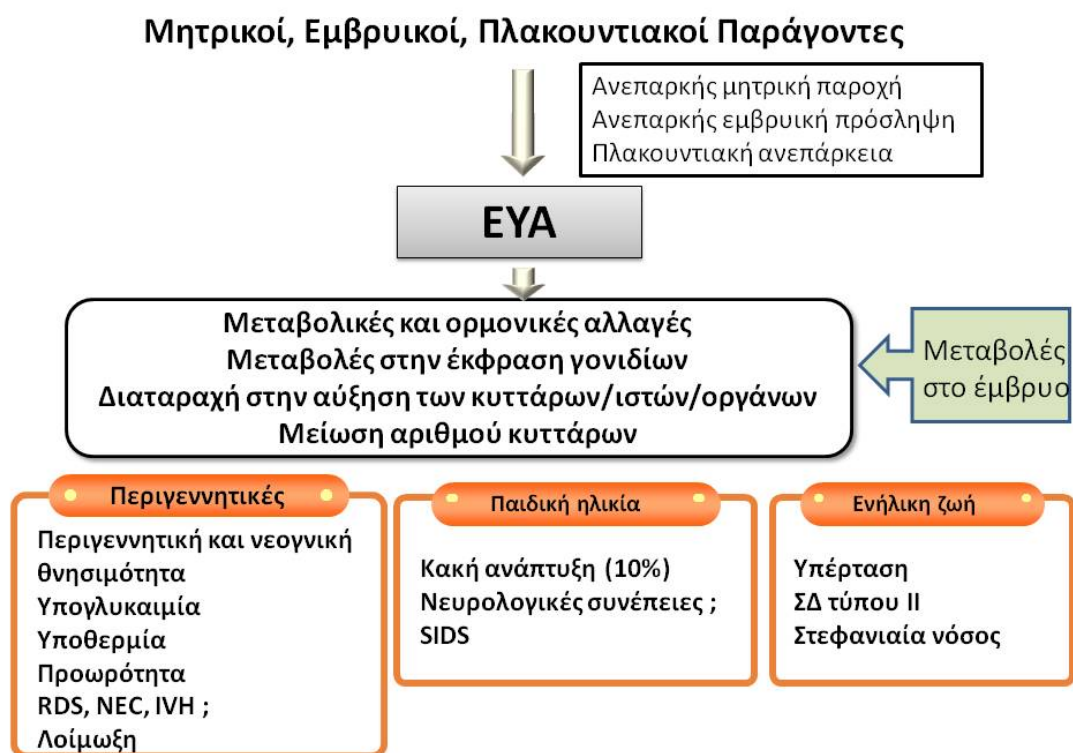 Μητρικοί, Εμβρυικοί, Πλακουντιακοί Παράγοντες
Ανεπαρκής μητρική παροχή
Ανεπαρκής εμβρυική πρόσληψη
Πλακουντιακή ανεπάρκεια
ΕΥΑ
Μεταβολικές και ορμονικές αλλαγές
Μεταβολές στην έκφραση γονιδίων
Διαταραχή στην αύξηση των κυττάρων/ιστών/οργάνων
Μείωση αριθμού κυττάρων
Μεταβολές
στο έμβρυο
Περιγεννητικές
Περιγεννητική και νεογνική
θνησιμότητα
Υπογλυκαιμία
Υποθερμία
Προωρότητα
RDS, NEC, IVH ;
Λοίμωξη
Παιδική ηλικία
Κακή ανάπτυξη (10%)
Νευρολογικές συνέπειες ;
SIDS
Ενήλικη ζωή
Υπέρταση
ΣΔ τύπου ΙΙ
Στεφανιαία νόσος